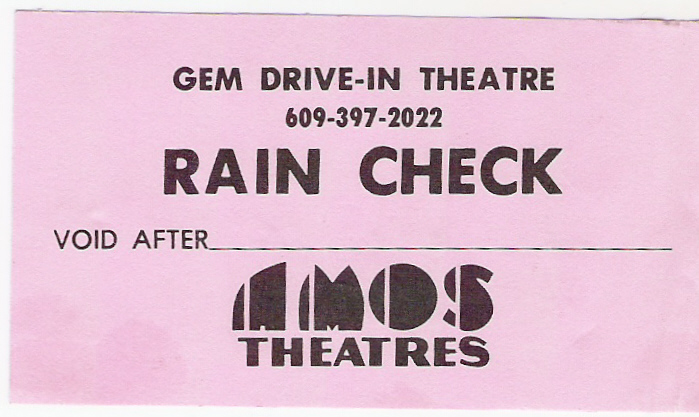 GEM DRIVE-IN THEATRE
609-397-2022
RAIN CHECK
VOID AFTER
AMOS
THEATRES